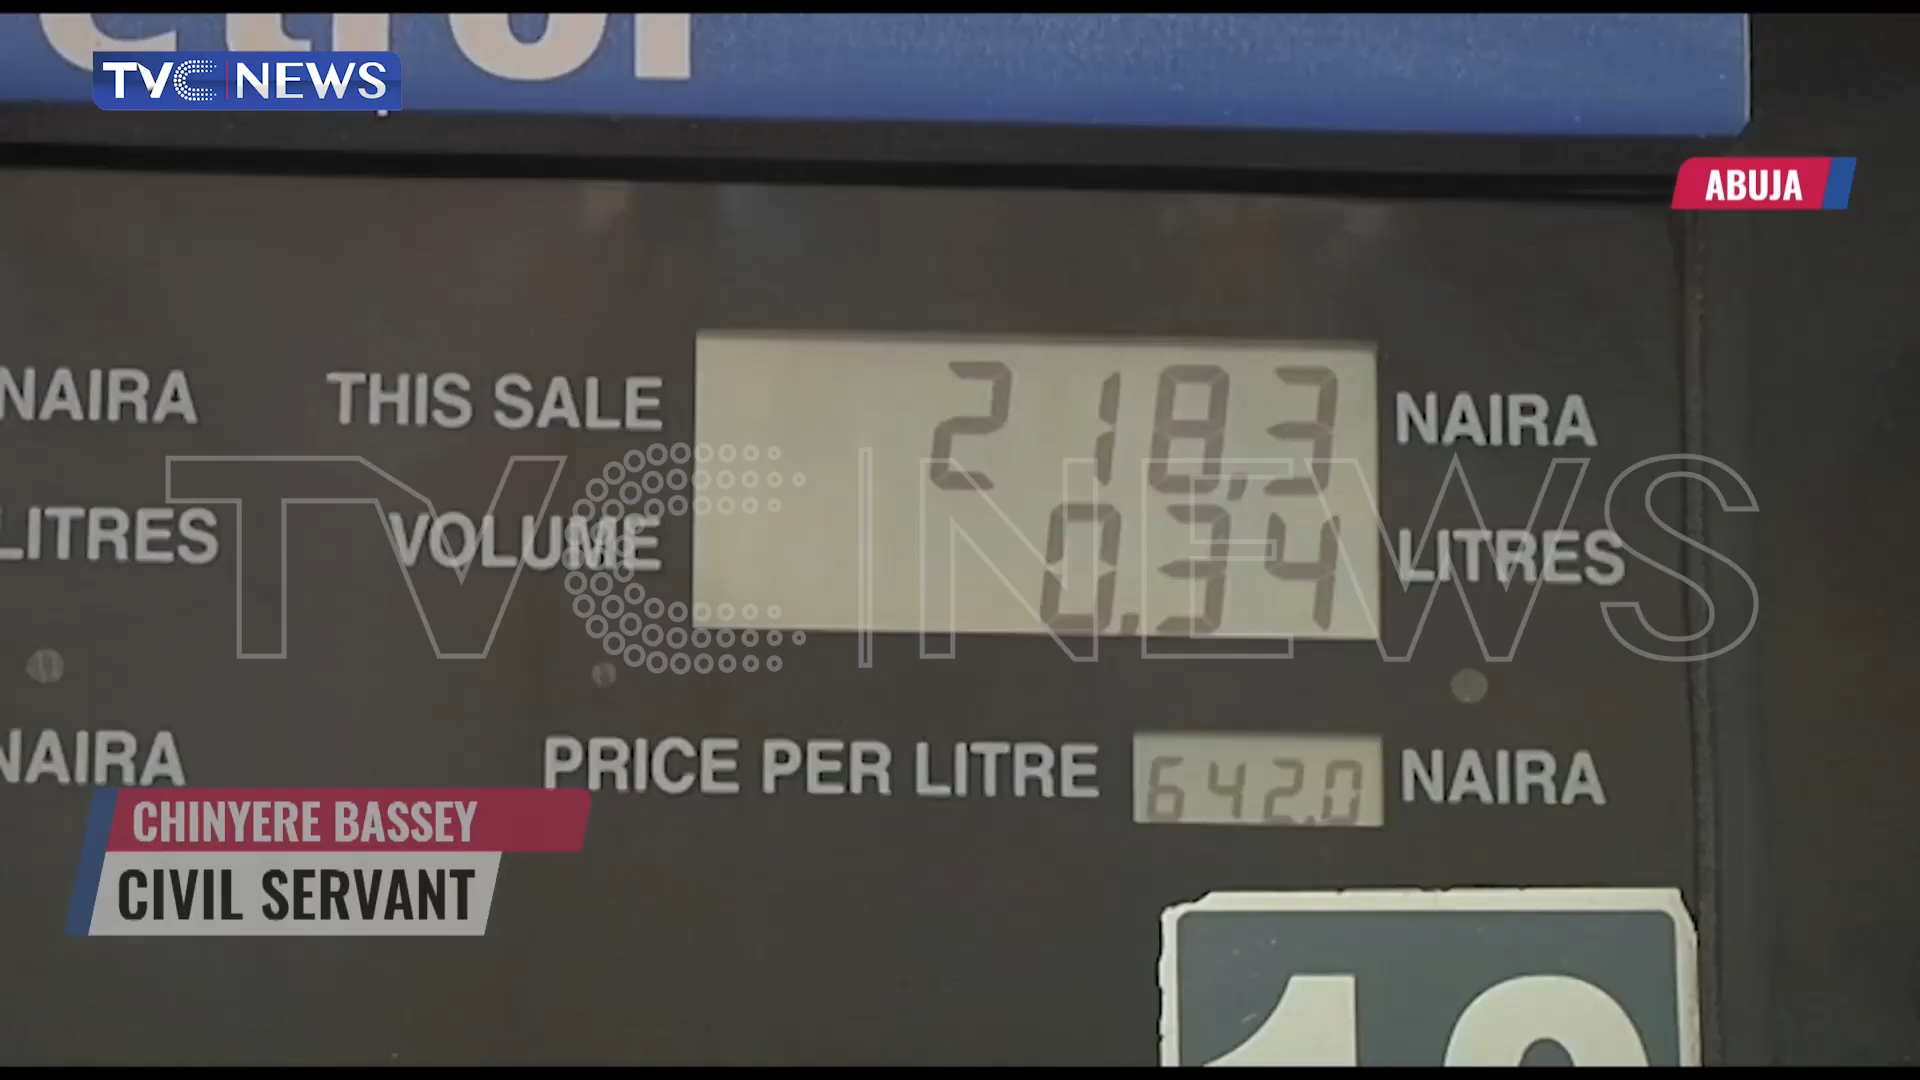 TVC NEWS
ABUJA
NAIRA THIS SALE 218.3 NAIRA
LITRES VOLUME 0.34 LITRES
TVC NEWS
NAIRA PRICE PER LITRE 642.0 NAIRA
CHINYERE BASSEY
CIVIL SERVANT